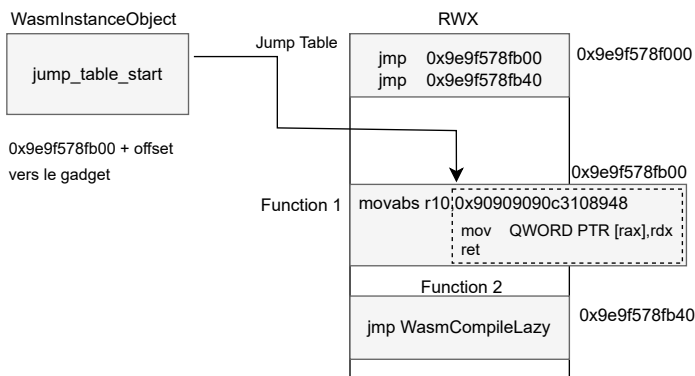 WasmInstanceObject
RWX
Jump Table
jump_table_start
jmp 0x9e9f578fb00
jmp 0x9e9f578fb40
0x9e9f578f000
0x9e9f578fb00 + offset
vers le gadget
0x9e9f578fb00
Function 1
movabs r10,0x90909090c3108948
mov QWORD PTR [rax],rdx
ret
Function 2
0x9e9f578fb40
jmp WasmCompileLazy